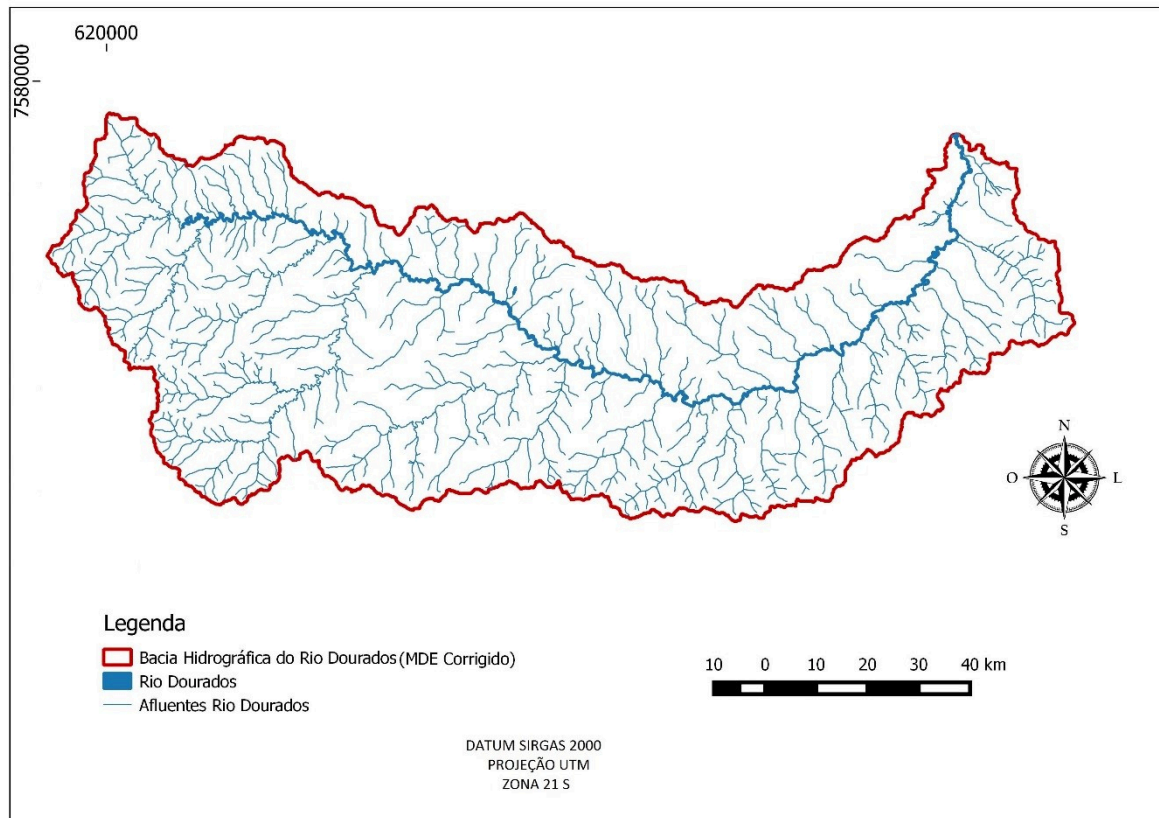 620000
7580000
N
O
L
S
Legenda
Bacia Hidrográfica do Rio Dourados (MDE Corrigido)
Rio Dourados
Afluentes Rio Dourados
10 0 10 20 30 40 km
DATUM SIRGAS 2000
PROJEÇÃO UTM
ZONA 21 S